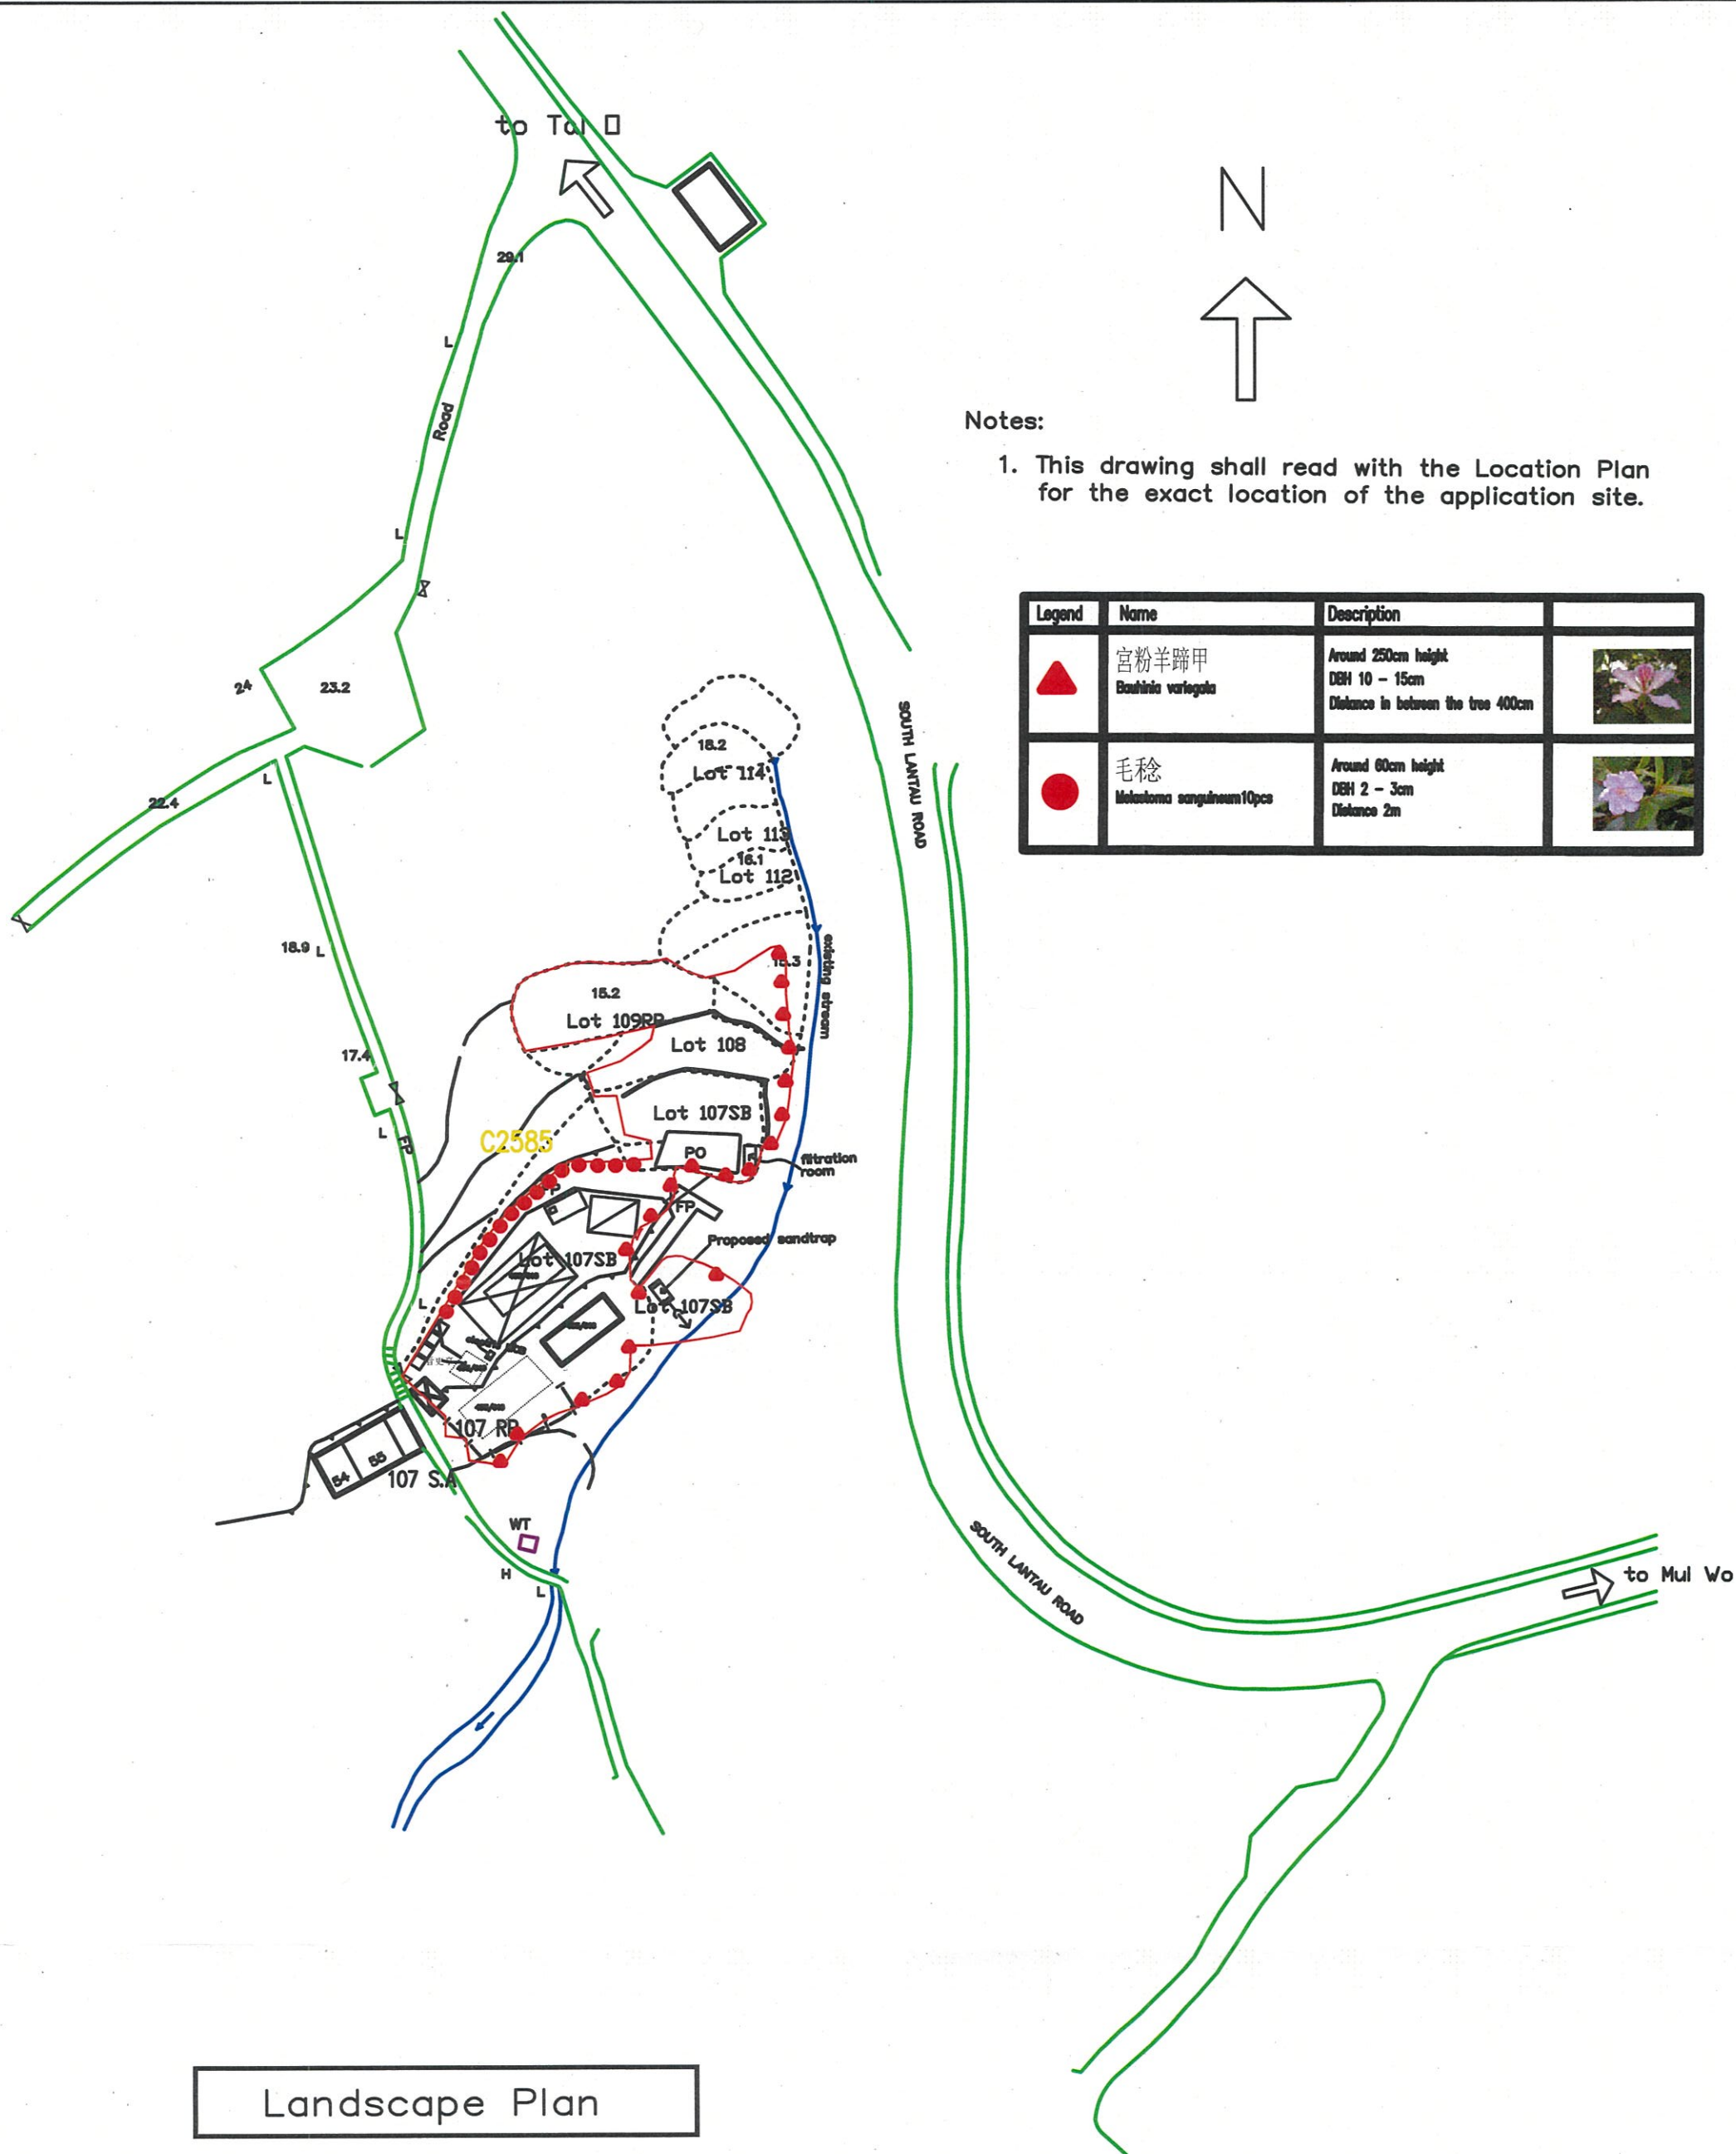 to Tai O
29.1
N
L
Road
Notes:
1. This drawing shall read with the Location Plan
for the exact location of the application site.
L
Legend Name Description
宮粉羊蹄甲
Bauhinia variegata
Around 250cm height
DBH 10 - 15cm
Distance in between the tree 400cm
毛稔
Melastoma sanguineum10pcs
Around 60cm height
DBH 2 - 3cm
Distance 2m
24
23.2
SOUTH LANTAU ROAD
18.2
Lot 114
L
22.4
Lot 113
16.1
Lot 112
18.9 L
existing stream
15.2
Lot 109RP
Lot 108
17.4
Lot 107SB
L
FP
C2585
PO
filtration
room
FP
Proposed sandtrap
Lot 107SB
L
Lot 107SB
107 RP
54
55
107 S.A
WT
H
L
SOUTH LANTAU ROAD
to Mui Wo
Landscape Plan